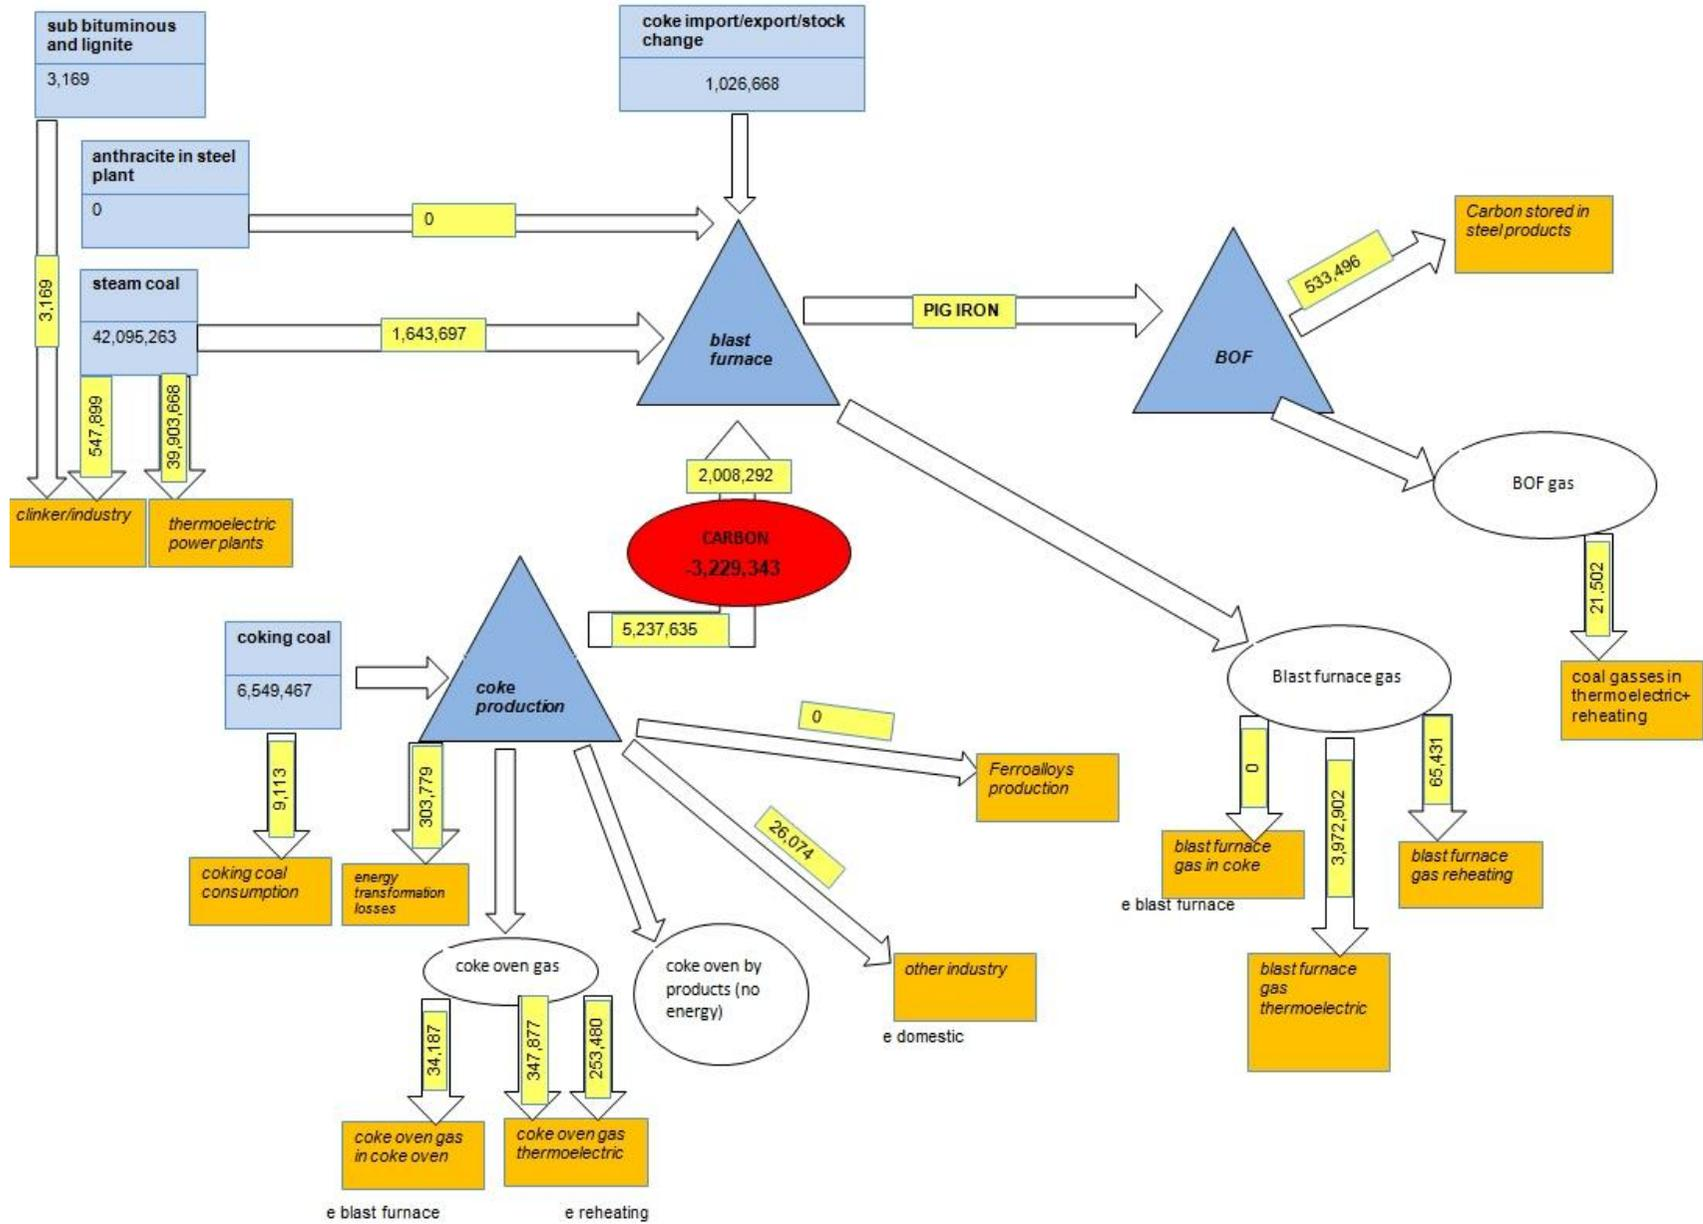 sub bituminous
and lignite
3,169
coke import/export/stock
change
1,026,668
anthracite in steel
plant
0
0
3,169
steam coal
42,095,263
1,643,697
547,899
39,903,668
clinker/industry
thermoelectric
power plants
blast
furnace
PIG IRON
BOF
533,496
Carbon stored in
steel products
BOF gas
21,502
coal gasses in
thermoelectric+
reheating
2,008,292
CARBON
-3,229,343
5,237,635
coking coal
6,549,467
coke
production
9,113
coking coal
consumption
303,779
energy
transformation
losses
0
Ferroalloys
production
26,074
other industry
e domestic
Blast furnace gas
0
3,972,902
65,431
blast furnace
gas in coke
e blast furnace
blast furnace
gas reheating
blast furnace
gas
thermoelectric
coke oven gas
coke oven by
products (no
energy)
34,187
347,877
253,480
coke oven gas
in coke oven
coke oven gas
thermoelectric
e blast furnace
e reheating